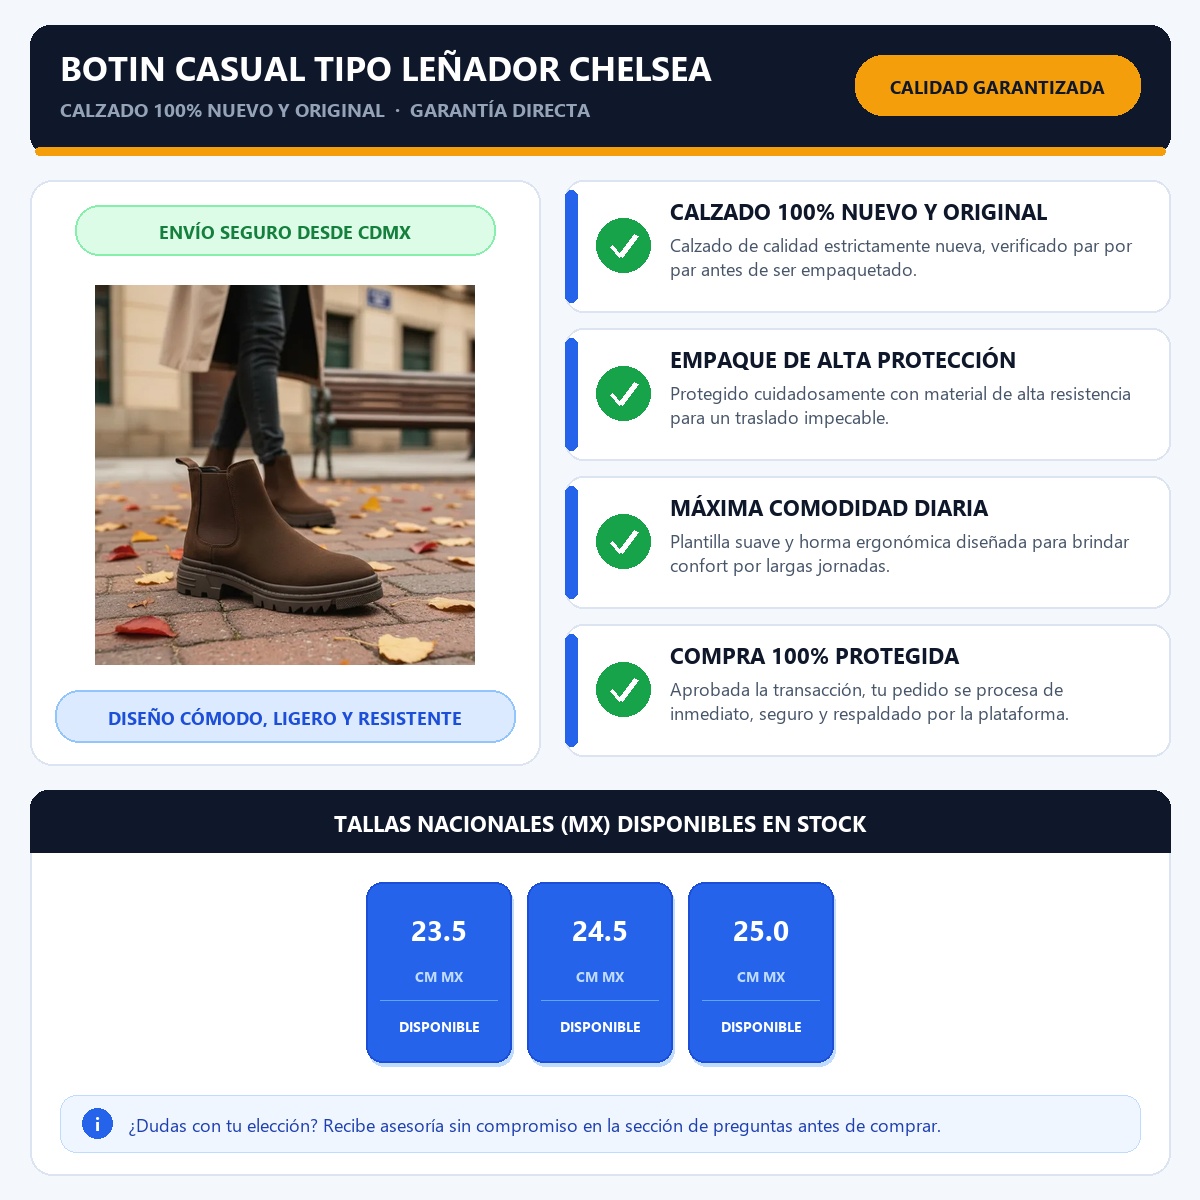 BOTIN CASUAL TIPO LEÑADOR CHELSEA
CALZADO 100% NUEVO Y ORIGINAL · GARANTÍA DIRECTA
CALIDAD GARANTIZADA
ENVÍO SEGURO DESDE CDMX
DISEÑO CÓMODO, LIGERO Y RESISTENTE
CALZADO 100% NUEVO Y ORIGINAL
Calzado de calidad estrictamente nueva, verificado par por
par antes de ser empaquetado.
EMPAQUE DE ALTA PROTECCIÓN
Protegido cuidadosamente con material de alta resistencia
para un traslado impecable.
MÁXIMA COMODIDAD DIARIA
Plantilla suave y horma ergonómica diseñada para brindar
confort por largas jornadas.
COMPRA 100% PROTEGIDA
Aprobada la transacción, tu pedido se procesa de
inmediato, seguro y respaldado por la plataforma.
TALLAS NACIONALES (MX) DISPONIBLES EN STOCK
23.5
CM MX
DISPONIBLE
24.5
CM MX
DISPONIBLE
25.0
CM MX
DISPONIBLE
¿Dudas con tu elección? Recibe asesoría sin compromiso en la sección de preguntas antes de comprar.